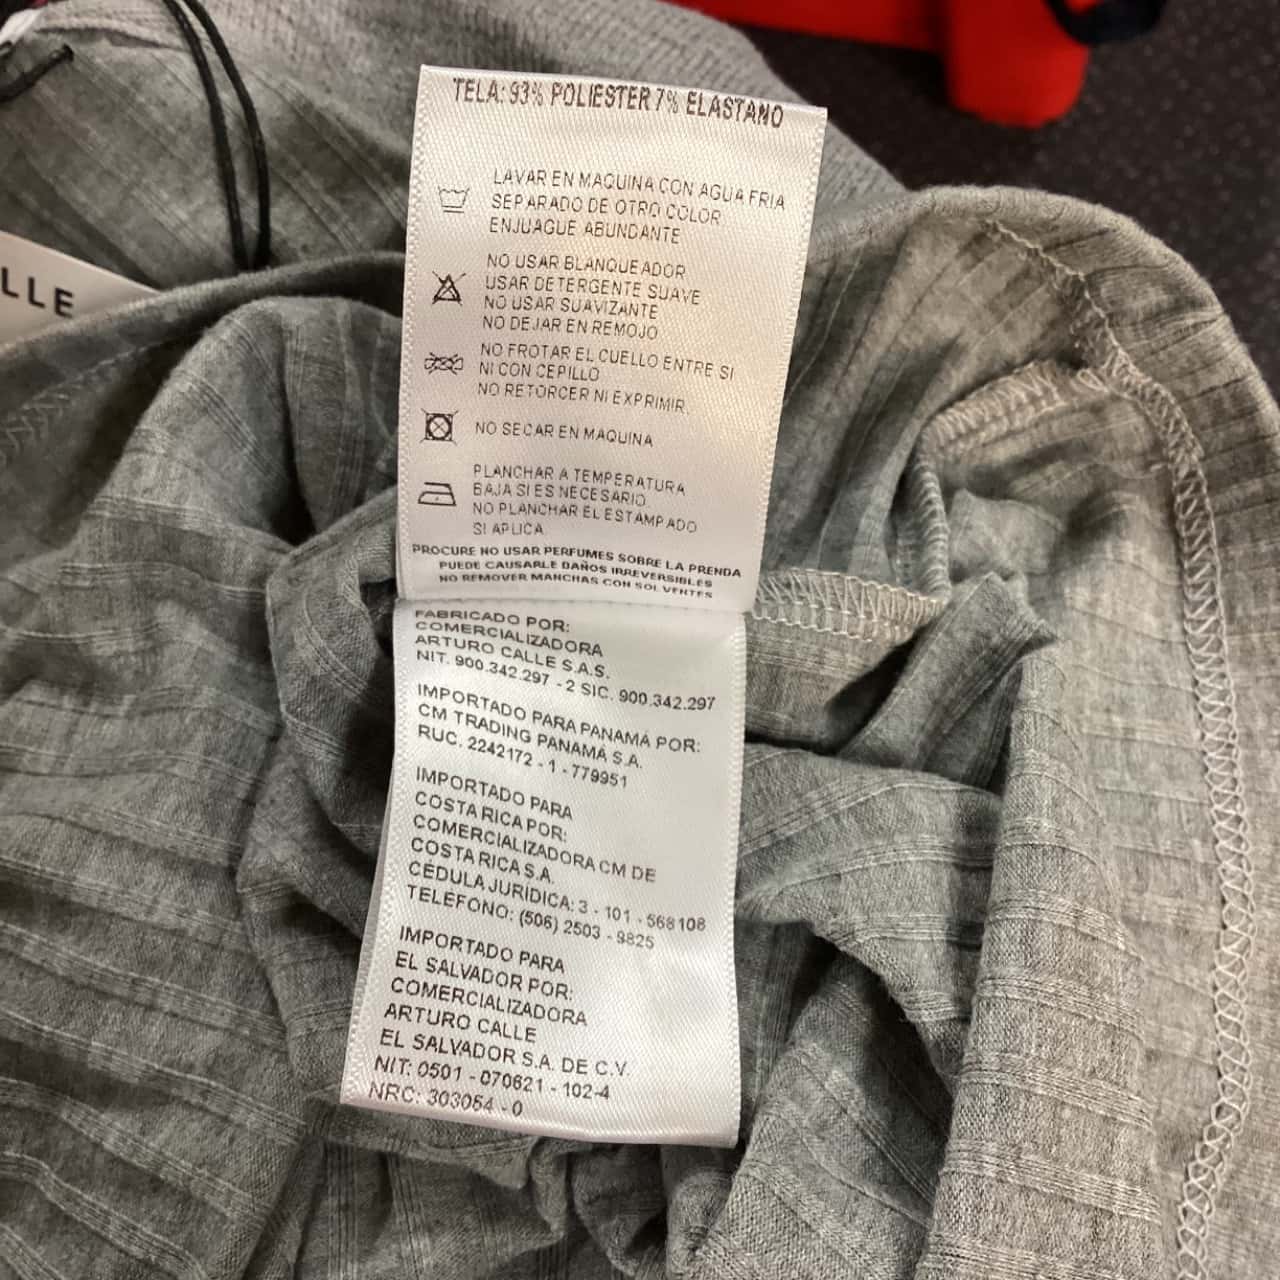 LLE
TELA: 93% POLIESTER 7% ELASTANO
LAVAR EN MAQUINA CON AGUA FRIA
SEPARADO DE OTRO COLOR
ENJUAGUE ABUNDANTE
NO USAR BLANQUEADOR
USAR DETERGENTE SUAVE
NO USAR SUAVIZANTE
NO DEJAR EN REMOJO
NO FROTAR EL CUELLO ENTRE SI
NI CON CEPILLO
NO RETORCER NI EXPRIMIR.
NO SECAR EN MAQUINA
PLANCHAR A TEMPERATURA
BAJA SI ES NECESARIO.
NO PLANCHAR EL ESTAMPADO
SI APLICA.
PROCURE NO USAR PERFUMES SOBRE LA PRENDA
PUEDE CAUSARLE DAÑOS IRREVERSIBLES
NO REMOVER MANCHAS CON SOLVENTES
FABRICADO POR:
COMERCIALIZADORA
ARTURO CALLE S.A.S.
NIT. 900.342.297 - 2 SIC. 900.342.297
IMPORTADO PARA PANAMÁ POR:
CM TRADING PANAMÁ S.A.
RUC. 2242172 - 1 - 779951
IMPORTADO PARA
COSTA RICA POR:
COMERCIALIZADORA CM DE
COSTA RICA S.A.
CÉDULA JURÍDICA: 3 - 101 - 568108
TELÉFONO: (506) 2503 - 9825
IMPORTADO PARA
EL SALVADOR POR:
COMERCIALIZADORA
ARTURO CALLE
EL SALVADOR S.A. DE C.V.
NIT: 0501 - 070621 - 102-4
NRC: 303054 - 0